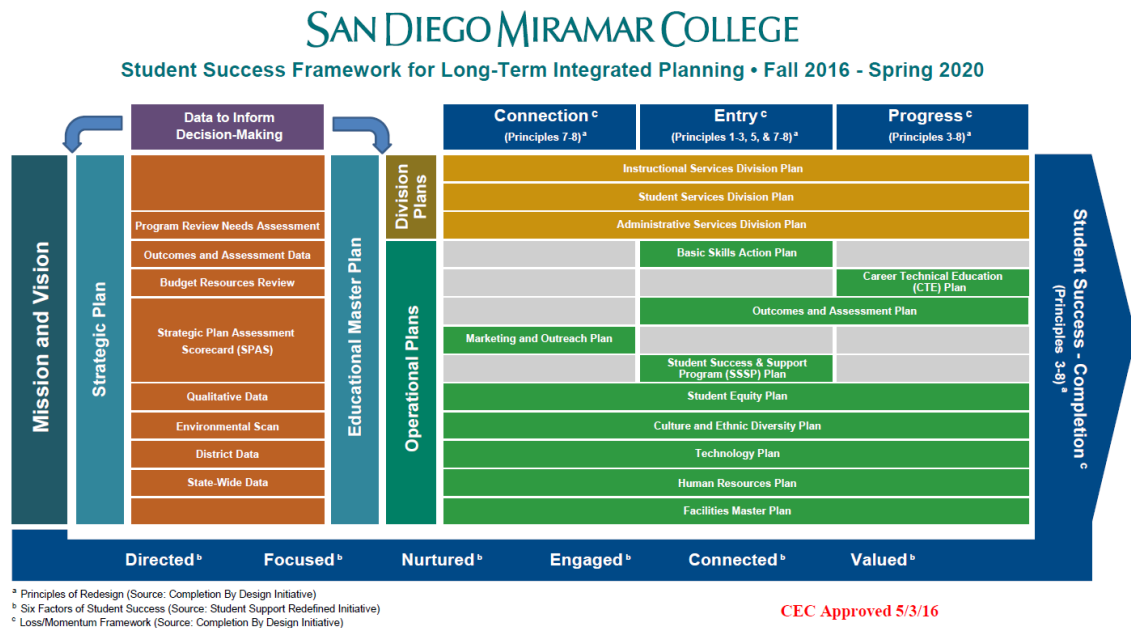 SAN DIEGO MIRAMAR COLLEGE
Student Success Framework for Long-Term Integrated Planning • Fall 2016 - Spring 2020
Data to Inform
Decision-Making
Connection c
(Principles 7-8) a
Entry c
(Principles 1-3, 5, & 7-8) a
Progress c
(Principles 3-8) a
Mission and Vision
Strategic Plan
Program Review Needs Assessment
Outcomes and Assessment Data
Budget Resources Review
Strategic Plan Assessment
Scorecard (SPAS)
Qualitative Data
Environmental Scan
District Data
State-Wide Data
Educational Master Plan
Division
Plans
Operational Plans
Instructional Services Division Plan
Student Services Division Plan
Administrative Services Division Plan
Basic Skills Action Plan
Career Technical Education
(CTE) Plan
Outcomes and Assessment Plan
Marketing and Outreach Plan
Student Success & Support
Program (SSSP) Plan
Student Equity Plan
Culture and Ethnic Diversity Plan
Technology Plan
Human Resources Plan
Facilities Master Plan
Student Success - Completion c
(Principles 3-8) a
Directed b
Focused b
Nurtured b
Engaged b
Connected b
Valued b
a Principles of Redesign (Source: Completion By Design Initiative)
b Six Factors of Student Success (Source: Student Support Redefined Initiative)
c Loss/Momentum Framework (Source: Completion By Design Initiative)
CEC Approved 5/3/16